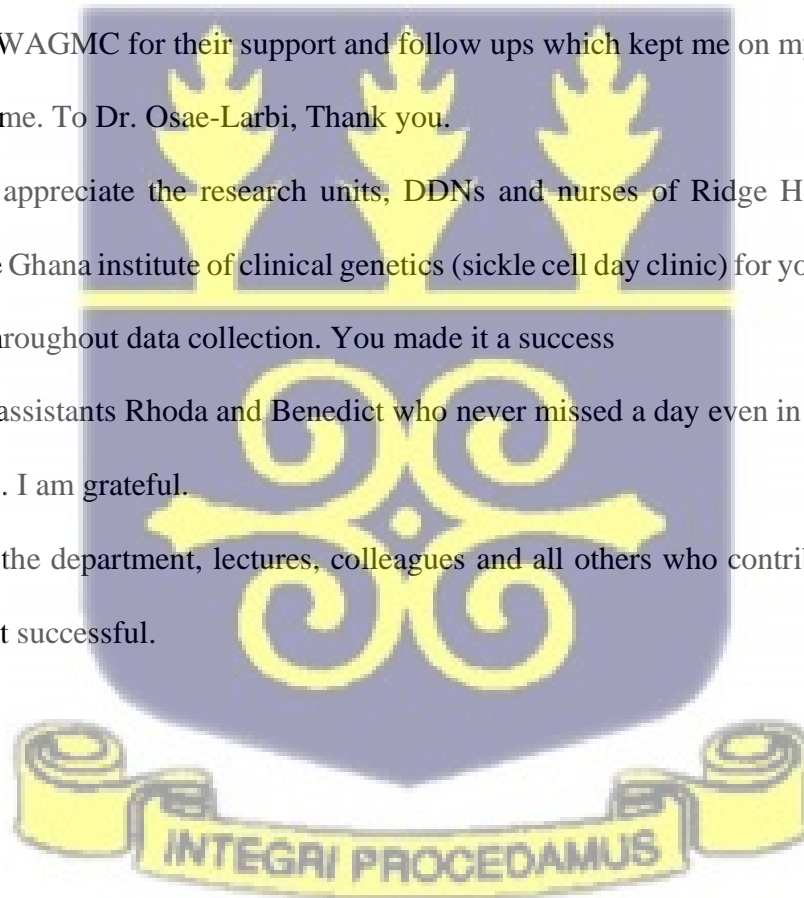 WAGMC for their support and follow ups which kept me on my
me. To Dr. Osae-Larbi, Thank you.
appreciate the research units, DDNs and nurses of Ridge H
Ghana institute of clinical genetics (sickle cell day clinic) for yo
hroughout data collection. You made it a success
assistants Rhoda and Benedict who never missed a day even in
. I am grateful.
the department, lectures, colleagues and all others who contrib
t successful.
INTEGRI PROCEDAMUS